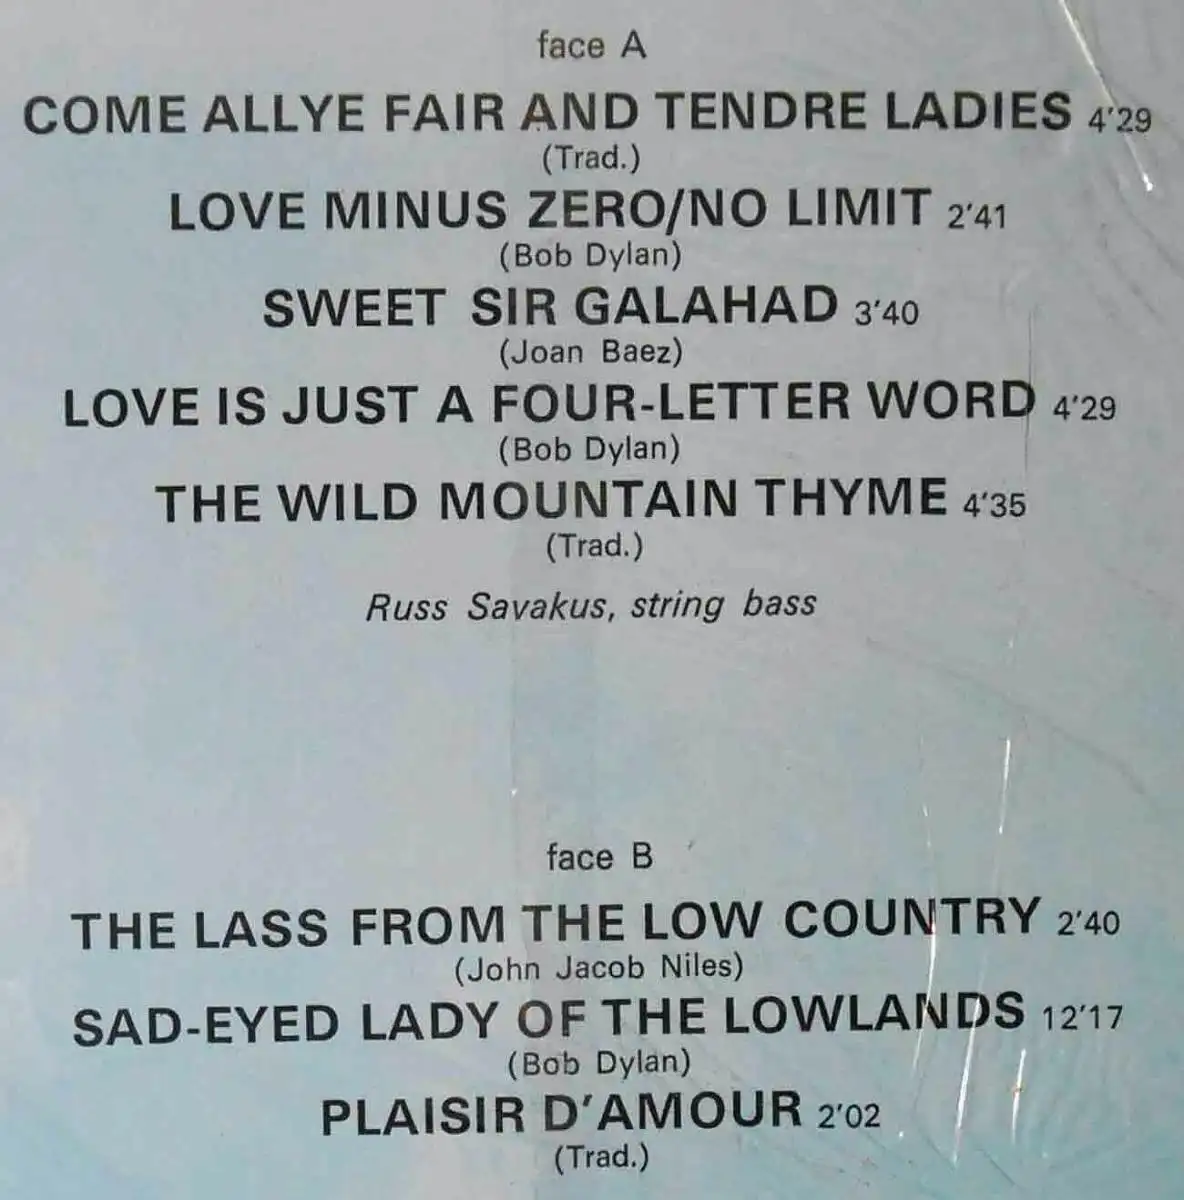 face A
COME ALLYE FAIR AND TENDRE LADIES 4'29
(Trad.)
LOVE MINUS ZERO/NO LIMIT 2'41
(Bob Dylan)
SWEET SIR GALAHAD 3'40
(Joan Baez)
LOVE IS JUST A FOUR-LETTER WORD 4'29
(Bob Dylan)
THE WILD MOUNTAIN THYME 4'35
(Trad.)
Russ Savakus, string bass
face B
THE LASS FROM THE LOW COUNTRY 2'40
(John Jacob Niles)
SAD-EYED LADY OF THE LOWLANDS 12'17
(Bob Dylan)
PLAISIR D'AMOUR 2'02
(Trad.)